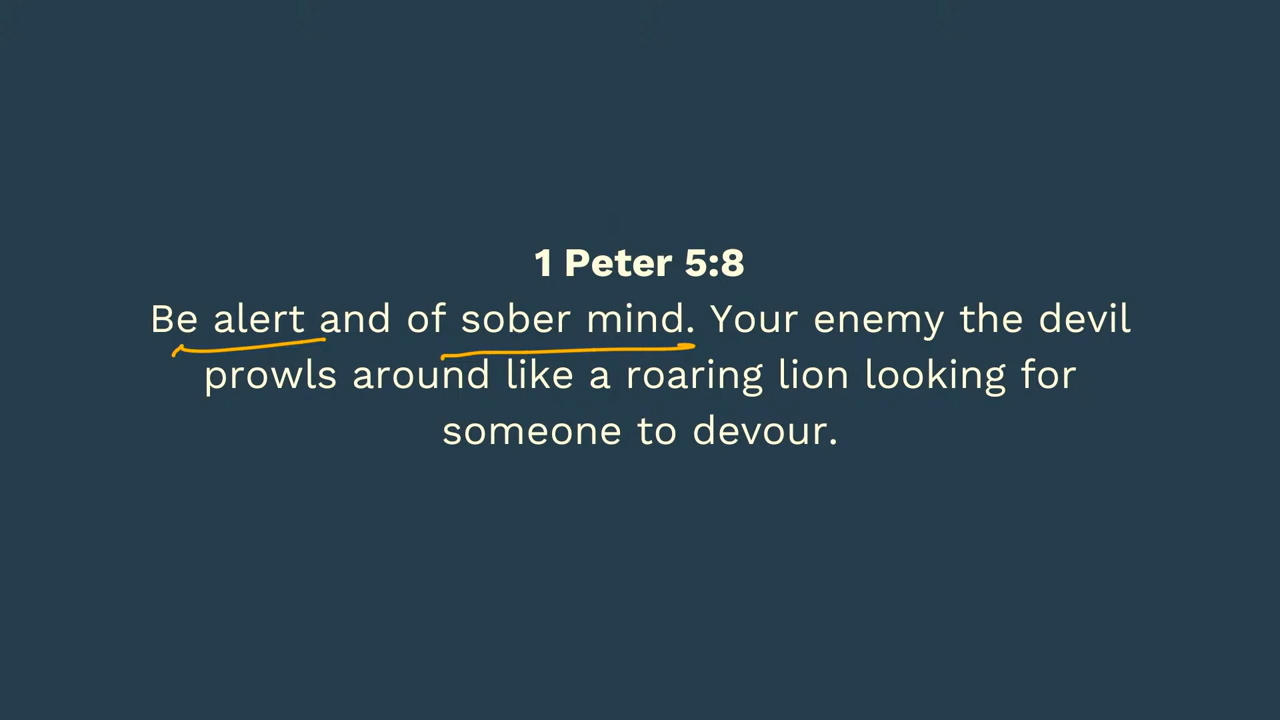 1 Peter 5:8
Be alert and of sober mind. Your enemy the devil
prowls around like a roaring lion looking for
someone to devour.